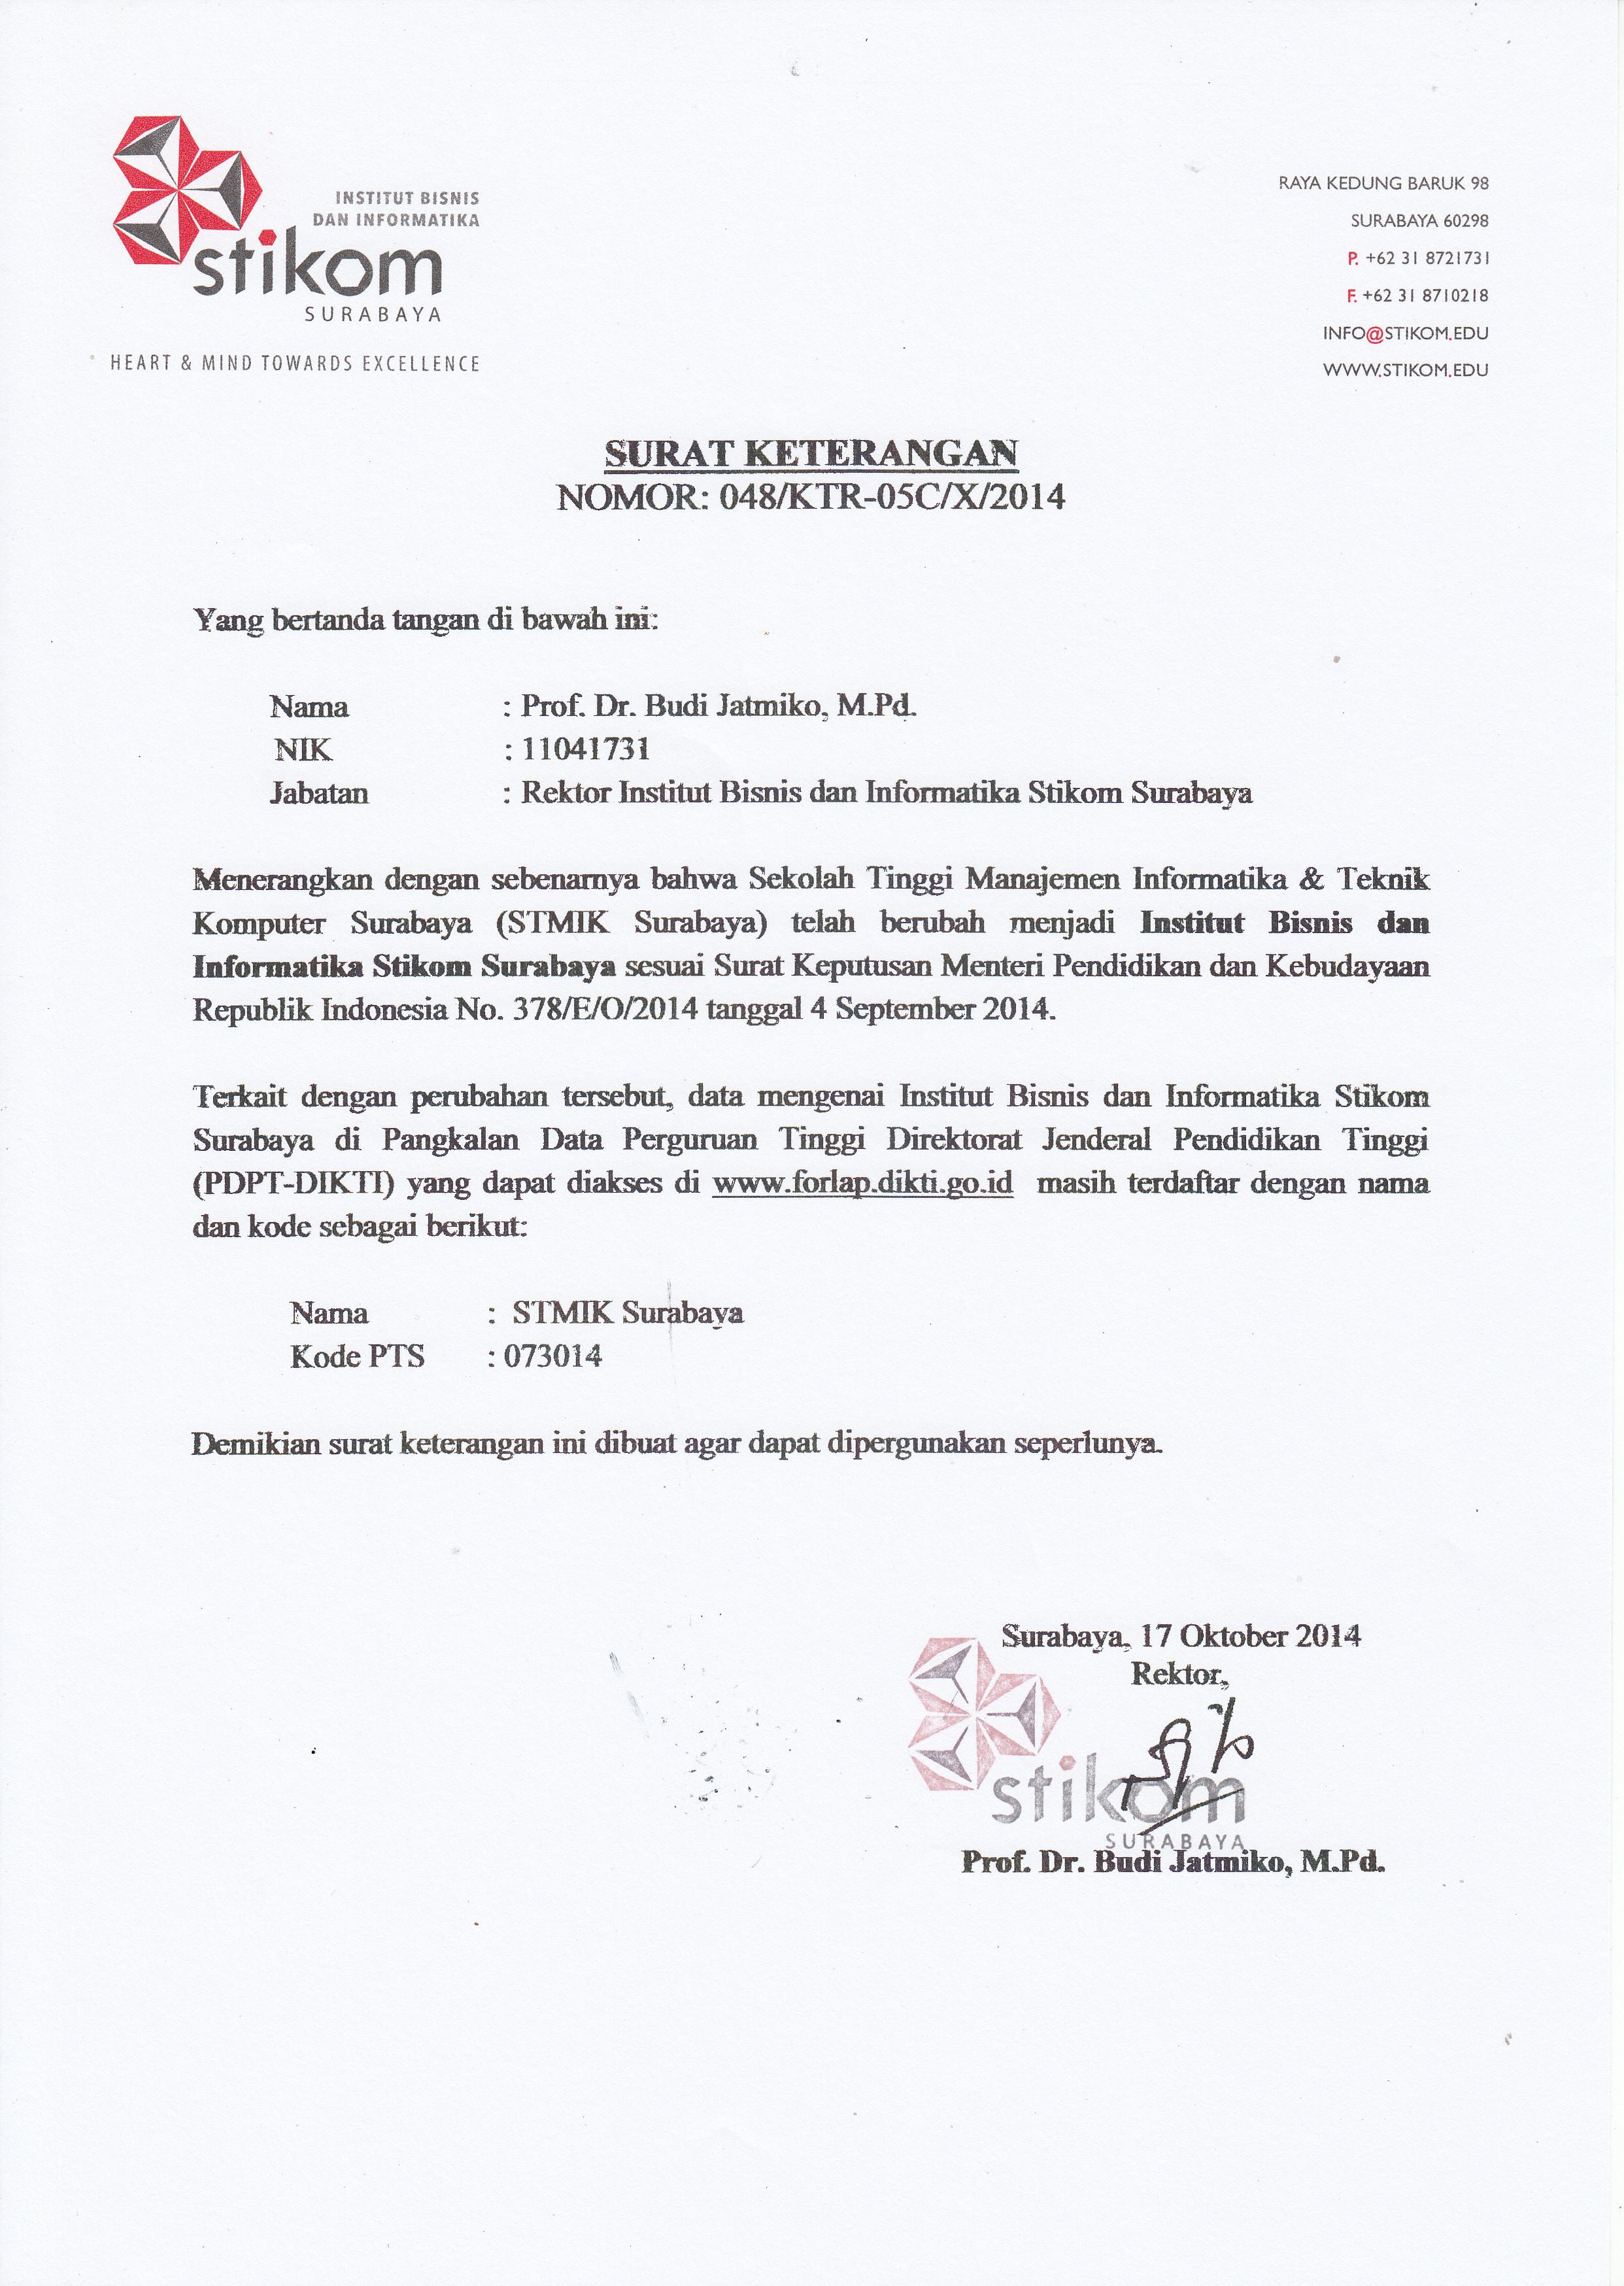 INSTITUT BISNIS
DAN INFORMATIKA
stikom
SURABAYA
HEART & MIND TOWARDS EXCELLENCE
RAYA KEDUNG BARUK 98
SURABAYA 60298
P. +62 31 8721731
F. +62 31 8710218
INFO@STIKOM.EDU
WWW.STIKOM.EDU
SURAT KETERANGAN
NOMOR: 048/KTR-05C/X/2014
Yang bertanda tangan di bawah ini:
Nama : Prof. Dr. Budi Jatmiko, M.Pd.
NIK : 11041731
Jabatan : Rektor Institut Bisnis dan Informatika Stikom Surabaya
Menerangkan dengan sebenarnya bahwa Sekolah Tinggi Manajemen Informatika & Teknik
Komputer Surabaya (STMIK Surabaya) telah berubah menjadi Institut Bisnis dan
Informatika Stikom Surabaya sesuai Surat Keputusan Menteri Pendidikan dan Kebudayaan
Republik Indonesia No. 378/E/O/2014 tanggal 4 September 2014.
Terkait dengan perubahan tersebut, data mengenai Institut Bisnis dan Informatika Stikom
Surabaya di Pangkalan Data Perguruan Tinggi Direktorat Jenderal Pendidikan Tinggi
(PDPT-DIKTI) yang dapat diakses di www.forlap.dikti.go.id masih terdaftar dengan nama
dan kode sebagai berikut:
Nama : STMIK Surabaya
Kode PTS : 073014
Demikian surat keterangan ini dibuat agar dapat dipergunakan seperlunya.
Surabaya, 17 Oktober 2014
Rektor,
stikom
SURABAYA
Prof. Dr. Budi Jatmiko, M.Pd.